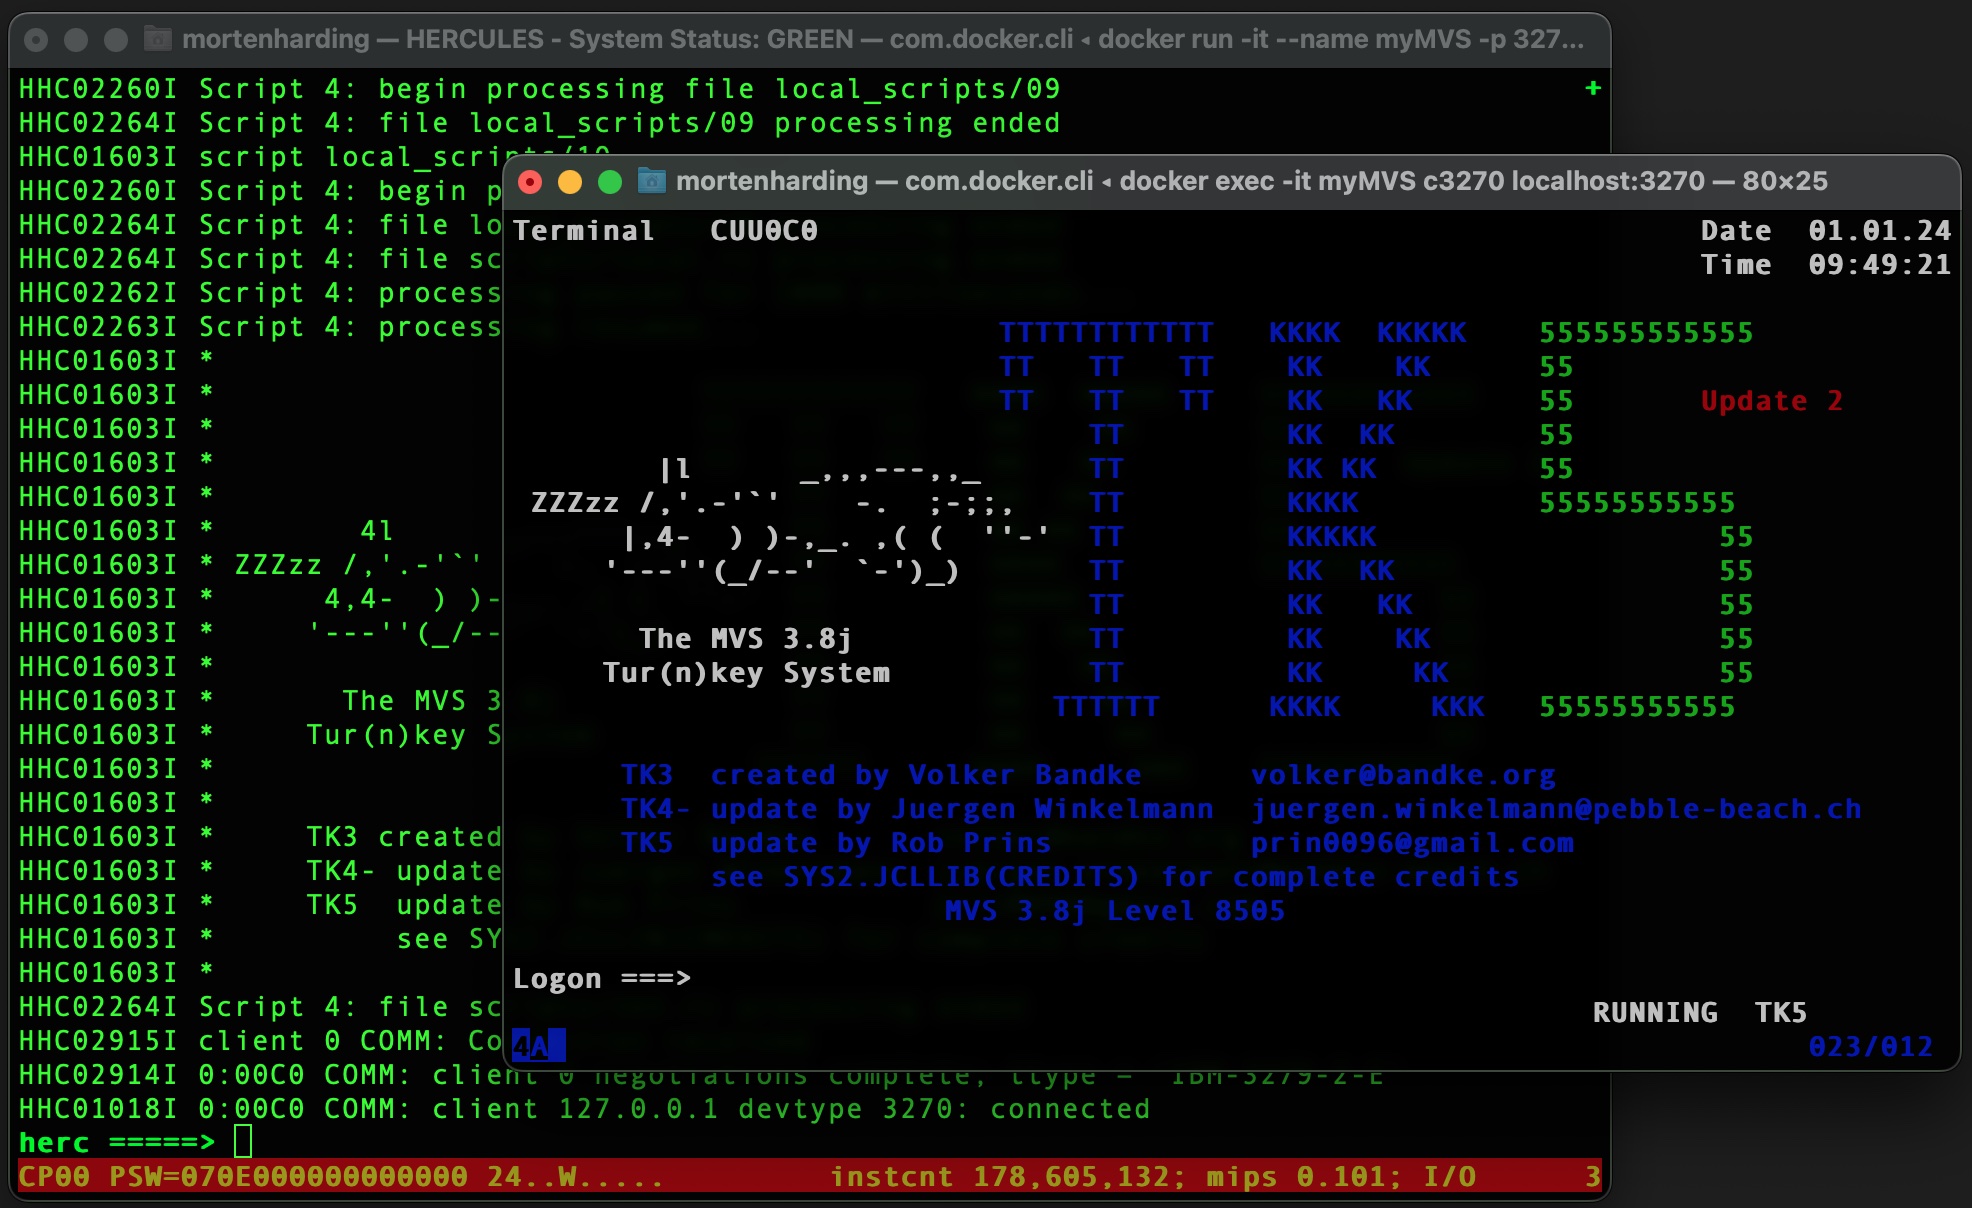 mortenharding — HERCULES - System Status: GREEN — com.docker.cli ◂ docker run -it --name myMVS -p 327...
HHC02260I Script 4: begin processing file local_scripts/09 +
HHC02264I Script 4: file local_scripts/09 processing ended
HHC01603I script local_scripts/10
HHC02260I Script 4: begin p
HHC02264I Script 4: file lo
HHC02264I Script 4: file sc
HHC02262I Script 4: process
HHC02263I Script 4: process
HHC01603I *
HHC01603I *
HHC01603I *
HHC01603I *
HHC01603I *
HHC01603I *         4l
HHC01603I * ZZZzz /,'.-'`'
HHC01603I *      4,4-  ) )-
HHC01603I *     '---''(_/--
HHC01603I *
HHC01603I *       The MVS 3
HHC01603I *     Tur(n)key S
HHC01603I *
HHC01603I *
HHC01603I *     TK3 created
HHC01603I *     TK4- update
HHC01603I *     TK5  update
HHC01603I *          see SY
HHC01603I *
HHC02264I Script 4: file sc
HHC02915I client 0 COMM: Co
HHC02914I 0:00C0 COMM: client 0 negotiations complete, ttype = 'IBM-3279-2-E'
HHC01018I 0:00C0 COMM: client 127.0.0.1 devtype 3270: connected
herc =====>
CP00 PSW=070E000000000000 24..W..... instcnt 178,605,132; mips 0.101; I/O 3
mortenharding — com.docker.cli ◂ docker exec -it myMVS c3270 localhost:3270 — 80×25
Terminal   CUU0C0   Date  01.01.24
Time  09:49:21
TTTTTTTTTTTT   KKKK  KKKKK    555555555555
TT   TT   TT    KK    KK      55
TT   TT   TT    KK   KK       55       Update 2
TT         KK  KK        55
|l      _,,,---,,_      TT         KK KK         55
ZZZzz /,'.-'`'    -.  ;-;;,    TT         KKKK          55555555555
|,4-  ) )-,_. ,( (  ''-'  TT         KKKKK                   55
'---''(_/--'  `-')_)       TT         KK  KK                  55
TT         KK   KK                 55
The MVS 3.8j             TT         KK    KK                55
Tur(n)key System           TT         KK     KK               55
TTTTTT      KKKK     KKK   55555555555
TK3  created by Volker Bandke      volker@bandke.org
TK4- update by Juergen Winkelmann  juergen.winkelmann@pebble-beach.ch
TK5  update by Rob Prins           prin0096@gmail.com
see SYS2.JCLLIB(CREDITS) for complete credits
MVS 3.8j Level 8505
Logon ===>
RUNNING  TK5
4A   023/012